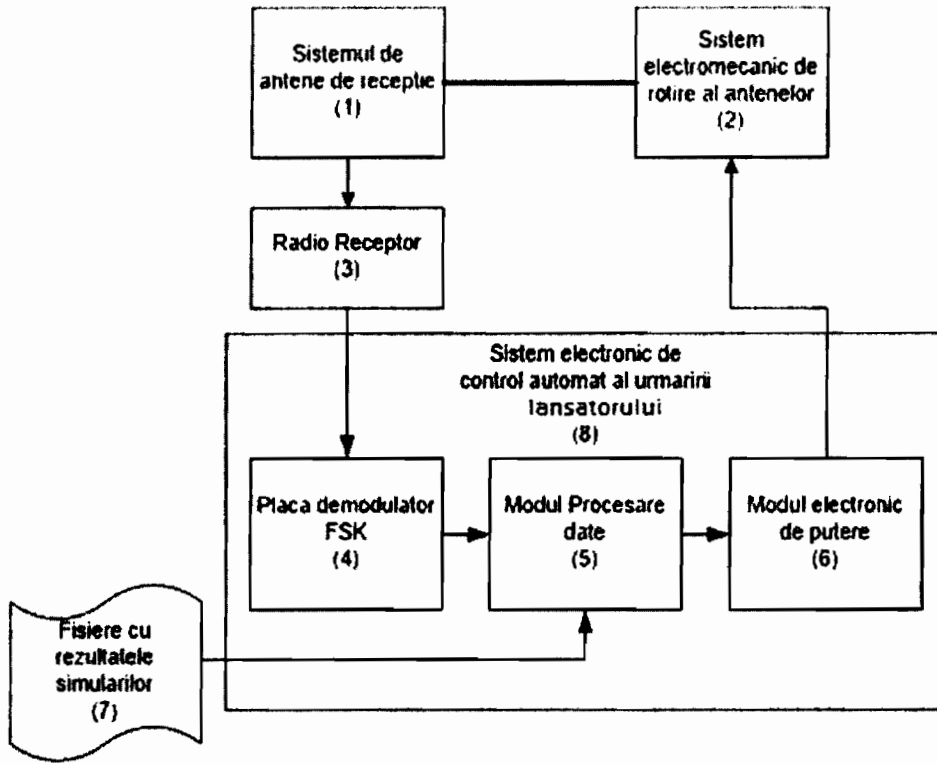 Sistemul de
antene de receptie
(1)
Sistem
electromecanic de
rotire al antenelor
(2)
Radio Receptor
(3)
Sistem electronic de
control automat al urmaririi
lansatorului
(8)
Placa demodulator
FSK
(4)
Modul Procesare
date
(5)
Modul electronic
de putere
(6)
Fisiere cu
rezultatele
simularilor
(7)